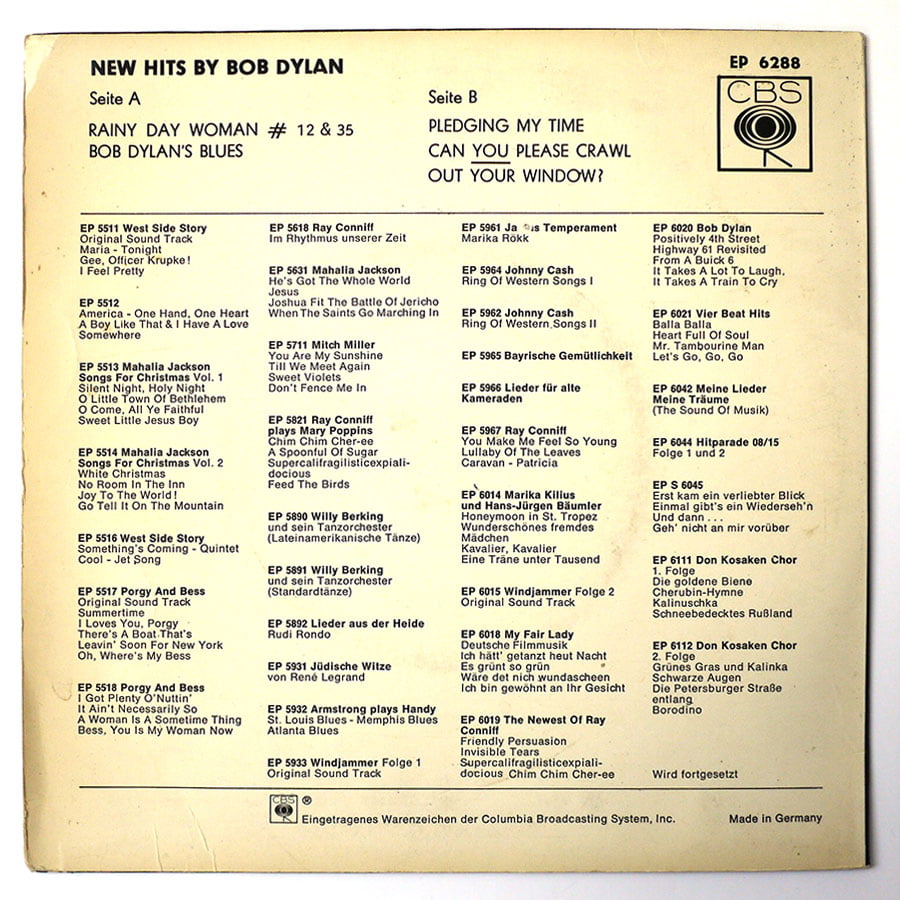 NEW HITS BY BOB DYLAN
EP 6288
CBS
Seite A
RAINY DAY WOMAN # 12 & 35
BOB DYLAN'S BLUES
Seite B
PLEDGING MY TIME
CAN YOU PLEASE CRAWL
OUT YOUR WINDOW?
EP 5511 West Side Story
Original Sound Track
Maria - Tonight
Gee, Officer Krupke!
I Feel Pretty
EP 5512
America - One Hand, One Heart
A Boy Like That & I Have A Love
Somewhere
EP 5513 Mahalia Jackson
Songs For Christmas Vol. 1
Silent Night, Holy Night
O Little Town Of Bethlehem
O Come, All Ye Faithful
Sweet Little Jesus Boy
EP 5514 Mahalia Jackson
Songs For Christmas Vol. 2
White Christmas
No Room In The Inn
Joy To The World!
Go Tell It On The Mountain
EP 5516 West Side Story
Something's Coming - Quintet
Cool - Jet Song
EP 5517 Porgy And Bess
Original Sound Track
Summertime
I Loves You, Porgy
There's A Boat That's
Leavin' Soon For New York
Oh, Where's My Bess
EP 5518 Porgy And Bess
I Got Plenty O'Nuttin'
It Ain't Necessarily So
A Woman Is A Sometime Thing
Bess, You Is My Woman Now
EP 5618 Ray Conniff
Im Rhythmus unserer Zeit
EP 5631 Mahalia Jackson
He's Got The Whole World
Jesus
Joshua Fit The Battle Of Jericho
When The Saints Go Marching In
EP 5711 Mitch Miller
You Are My Sunshine
Till We Meet Again
Sweet Violets
Don't Fence Me In
EP 5821 Ray Conniff
plays Mary Poppins
Chim Chim Cher-ee
A Spoonful Of Sugar
Supercalifragilisticexpiali-
docious
Feed The Birds
EP 5890 Willy Berking
und sein Tanzorchester
(Lateinamerikanische Tänze)
EP 5891 Willy Berking
und sein Tanzorchester
(Standardtänze)
EP 5892 Lieder aus der Heide
Rudi Rondo
EP 5931 Jüdische Witze
von René Legrand
EP 5932 Armstrong plays Handy
St. Louis Blues - Memphis Blues
Atlanta Blues
EP 5933 Windjammer Folge 1
Original Sound Track
EP 5961 Temperament
Marika Rökk
EP 5964 Johnny Cash
Ring Of Western Songs I
EP 5962 Johnny Cash
Ring Of Western Songs II
EP 5965 Bayrische Gemütlichkeit
EP 5966 Lieder für alte
Kameraden
EP 5967 Ray Conniff
You Make Me Feel So Young
Lullaby Of The Leaves
Caravan - Patricia
EP 6014 Marika Kilius
und Hans-Jürgen Bäumler
Honeymoon in St. Tropez
Wunderschönes fremdes
Mädchen
Kavalier, Kavalier
Eine Träne unter Tausend
EP 6015 Windjammer Folge 2
Original Sound Track
EP 6018 My Fair Lady
Deutsche Filmmusik
Ich hätt' getanzt heut Nacht
Es grünt so grün
Wäre det nich wundascheen
Ich bin gewöhnt an Ihr Gesicht
EP 6019 The Newest Of Ray
Conniff
Friendly Persuasion
Invisible Tears
Supercalifragilisticexpiali-
docious Chim Chim Cher-ee
EP 6020 Bob Dylan
Positively 4th Street
Highway 61 Revisited
From A Buick 6
It Takes A Lot To Laugh,
It Takes A Train To Cry
EP 6021 Vier Beat Hits
Balla Balla
Heart Full Of Soul
Mr. Tambourine Man
Let's Go, Go, Go
EP 6042 Meine Lieder
Meine Träume
(The Sound Of Musik)
EP 6044 Hitparade 08/15
Folge 1 und 2
EP S 6045
Erst kam ein verliebter Blick
Einmal gibt's ein Wiederseh'n
Und dann . . .
Geh' nicht an mir vorüber
EP 6111 Don Kosaken Chor
1. Folge
Die goldene Biene
Cherubin-Hymne
Kalinuschka
Schneebedecktes Rußland
EP 6112 Don Kosaken Chor
2. Folge
Grünes Gras und Kalinka
Schwarze Augen
Die Petersburger Straße
entlang
Borodino
Wird fortgesetzt
CBS ® Eingetragenes Warenzeichen der Columbia Broadcasting System, Inc.
Made in Germany